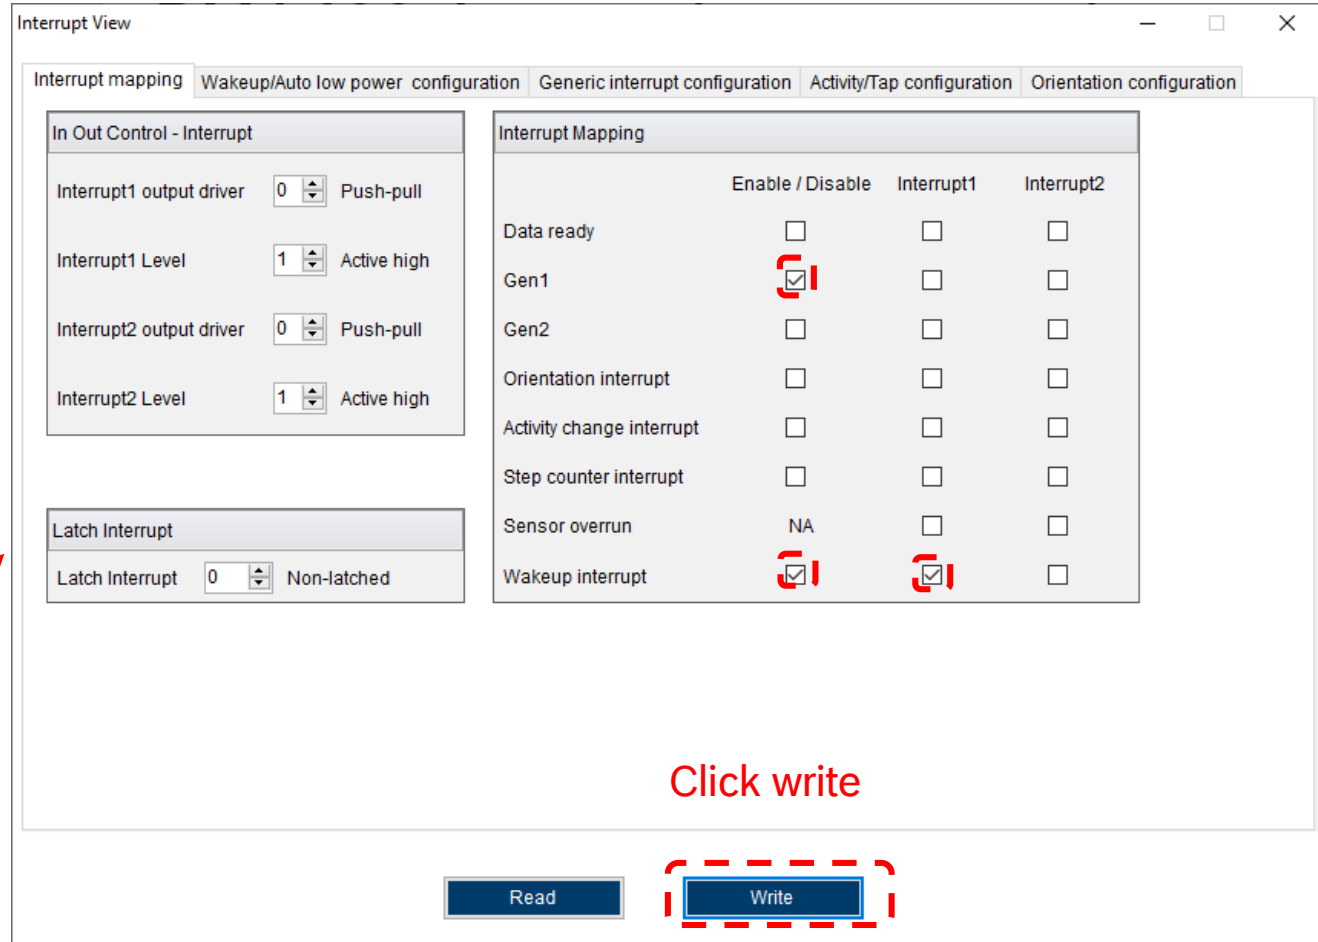 Interrupt View
Interrupt mapping Wakeup/Auto low power configuration Generic interrupt configuration Activity/Tap configuration Orientation configuration
In Out Control - Interrupt
Interrupt1 output driver 0 Push-pull
Interrupt1 Level 1 Active high
Interrupt2 output driver 0 Push-pull
Interrupt2 Level 1 Active high
Latch Interrupt
Latch Interrupt 0 Non-latched
Interrupt Mapping
Enable / Disable Interrupt1 Interrupt2
Data ready
Gen1
Gen2
Orientation interrupt
Activity change interrupt
Step counter interrupt
Sensor overrun NA
Wakeup interrupt
Click write
Read Write